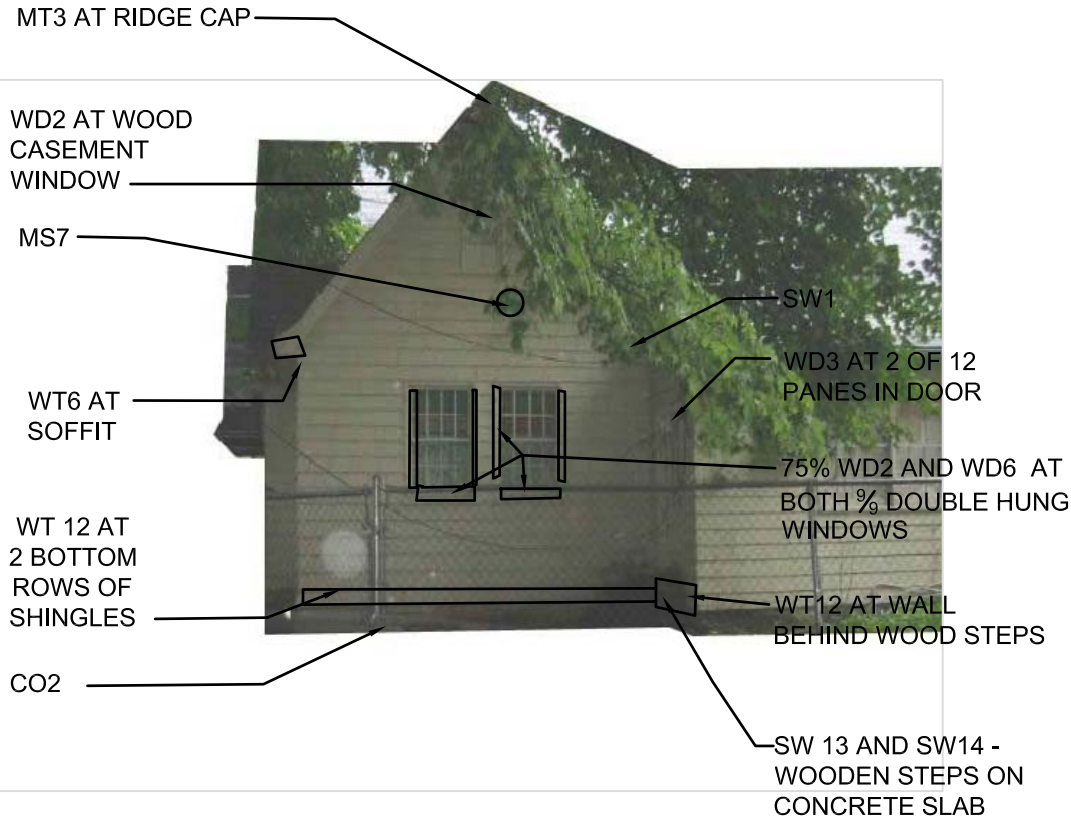 MT3 AT RIDGE CAP
WD2 AT WOOD
CASEMENT
WINDOW
MS7
WT6 AT
SOFFIT
WT 12 AT
2 BOTTOM
ROWS OF
SHINGLES
CO2
SW1
WD3 AT 2 OF 12
PANES IN DOOR
75% WD2 AND WD6 AT
BOTH 9/9 DOUBLE HUNG
WINDOWS
WT12 AT WALL
BEHIND WOOD STEPS
SW 13 AND SW14 -
WOODEN STEPS ON
CONCRETE SLAB